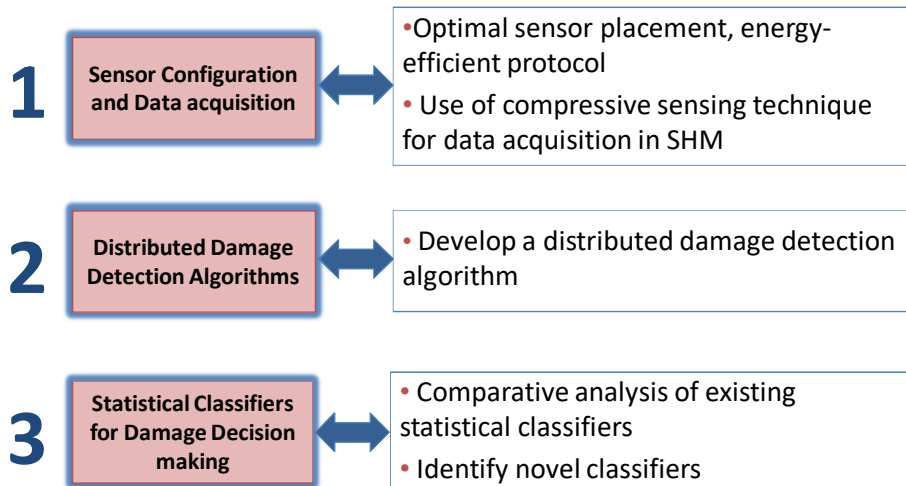 1
Sensor Configuration
and Data acquisition
•Optimal sensor placement, energy-
efficient protocol
• Use of compressive sensing technique
for data acquisition in SHM
2
Distributed Damage
Detection Algorithms
• Develop a distributed damage detection
algorithm
3
Statistical Classifiers
for Damage Decision
making
• Comparative analysis of existing
statistical classifiers
• Identify novel classifiers